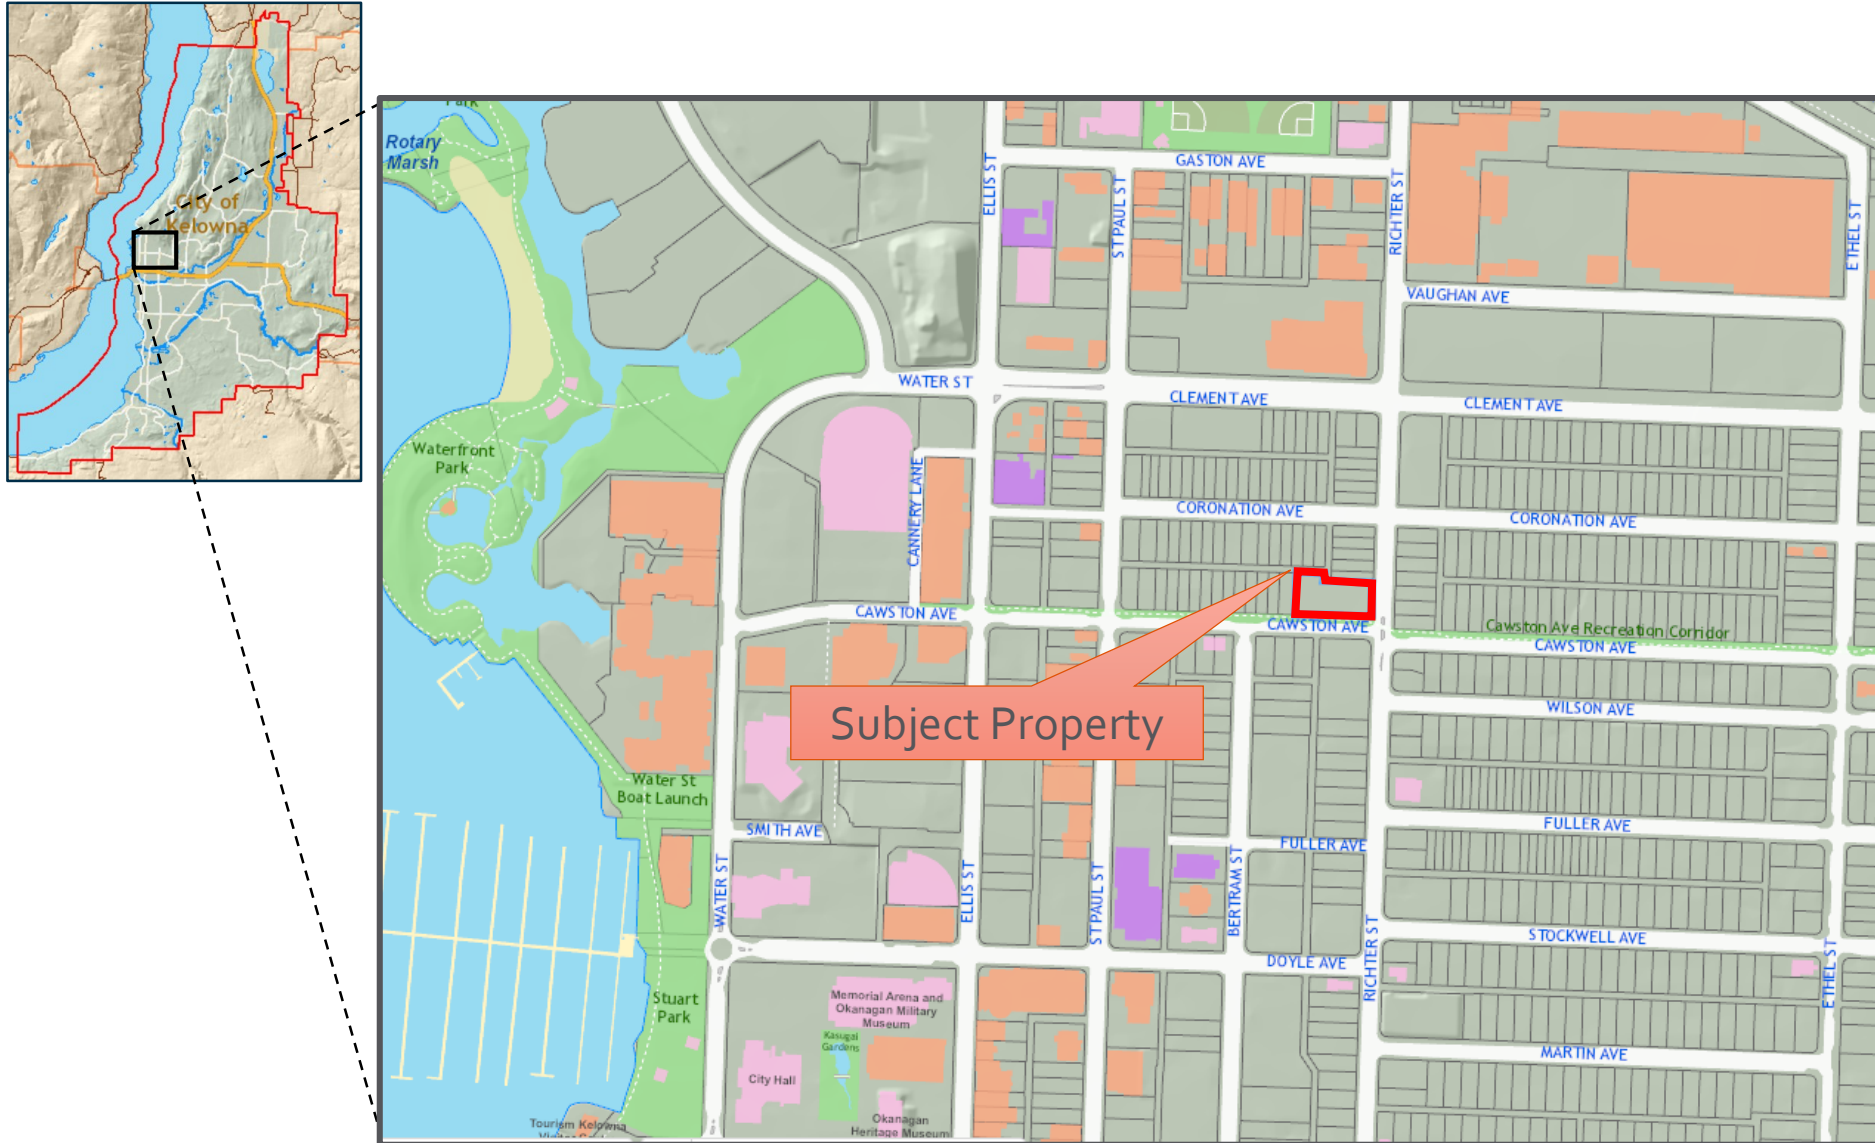 City of
Kelowna
Park
Rotary
Marsh
GASTON AVE
ELLIS ST
ST PAUL ST
RICHTER ST
ETHEL ST
VAUGHAN AVE
WATER ST
CLEMENT AVE
CLEMENT AVE
Waterfront
Park
CANNERY LANE
CORONATION AVE
CORONATION AVE
CAWSTON AVE
CAWSTON AVE
Cawston Ave Recreation Corridor
CAWSTON AVE
Subject Property
WILSON AVE
Water St
Boat Launch
SMITH AVE
FULLER AVE
FULLER AVE
WATER ST
ELLIS ST
ST PAUL ST
BERTRAM ST
RICHTER ST
STOCKWELL AVE
ETHEL ST
DOYLE AVE
Stuart
Park
Memorial Arena and
Okanagan Military
Museum
Kasugai
Gardens
City Hall
MARTIN AVE
Okanagan
Heritage Museum
Tourism Kelowna